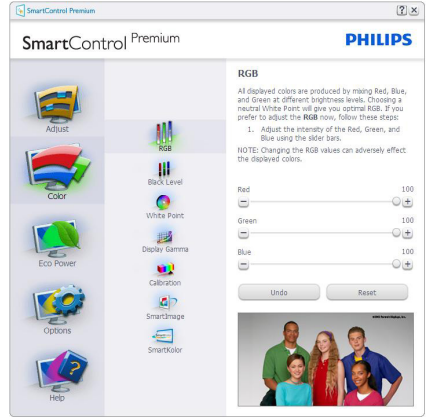 SmartControl Premium
SmartControl Premium
PHILIPS
Adjust
Color
Eco Power
Options
Help
RGB
Black Level
White Point
Display Gamma
Calibration
SmartImage
SmartKolor
RGB
All displayed colors are produced by mixing Red, Blue,
and Green at different brightness levels. Choosing a
neutral White Point will give you optimal RGB. If you
prefer to adjust the RGB now, follow these steps:
1. Adjust the intensity of the Red, Green, and
Blue using the slider bars.
NOTE: Changing the RGB values can adversely effect
the displayed colors.
Red 100
Green 100
Blue 100
Undo Reset